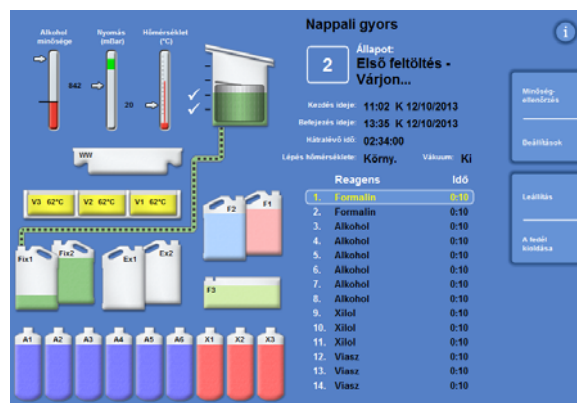 Alkohol minősége
Nyomás (mBar)
Hőmérséklet (°C)
842
20
WW
V3 62°C
V2 62°C
V1 62°C
F2
F1
Fix1
Fix2
Ex1
Ex2
F3
A1
A2
A3
A4
A5
A6
X1
X2
X3
Nappali gyors
2
Állapot:
Első feltöltés -
Várjon...
Kezdés ideje: 11:02 K 12/10/2013
Befejezés ideje: 13:35 K 12/10/2013
Hátralévő idő: 02:34:00
Lépés hőmérséklete: Körny. Vákuum: Ki
Reagens Idő
1. Formalin 0:10
2. Formalin 0:10
3. Alkohol 0:10
4. Alkohol 0:10
5. Alkohol 0:10
6. Alkohol 0:10
7. Alkohol 0:10
8. Alkohol 0:10
9. Xilol 0:10
10. Xilol 0:10
11. Xilol 0:10
12. Viasz 0:10
13. Viasz 0:10
14. Viasz 0:10
i
Minőség-
ellenőrzés
Beállítások
Leállítás
A fedél
kioldása